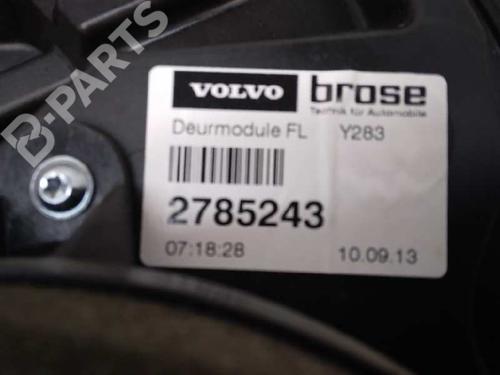 B-PARTS
VOLVO brose
Technik für Automobile
Deurmodule FL Y283
2785243
07:18:28 10.09.13